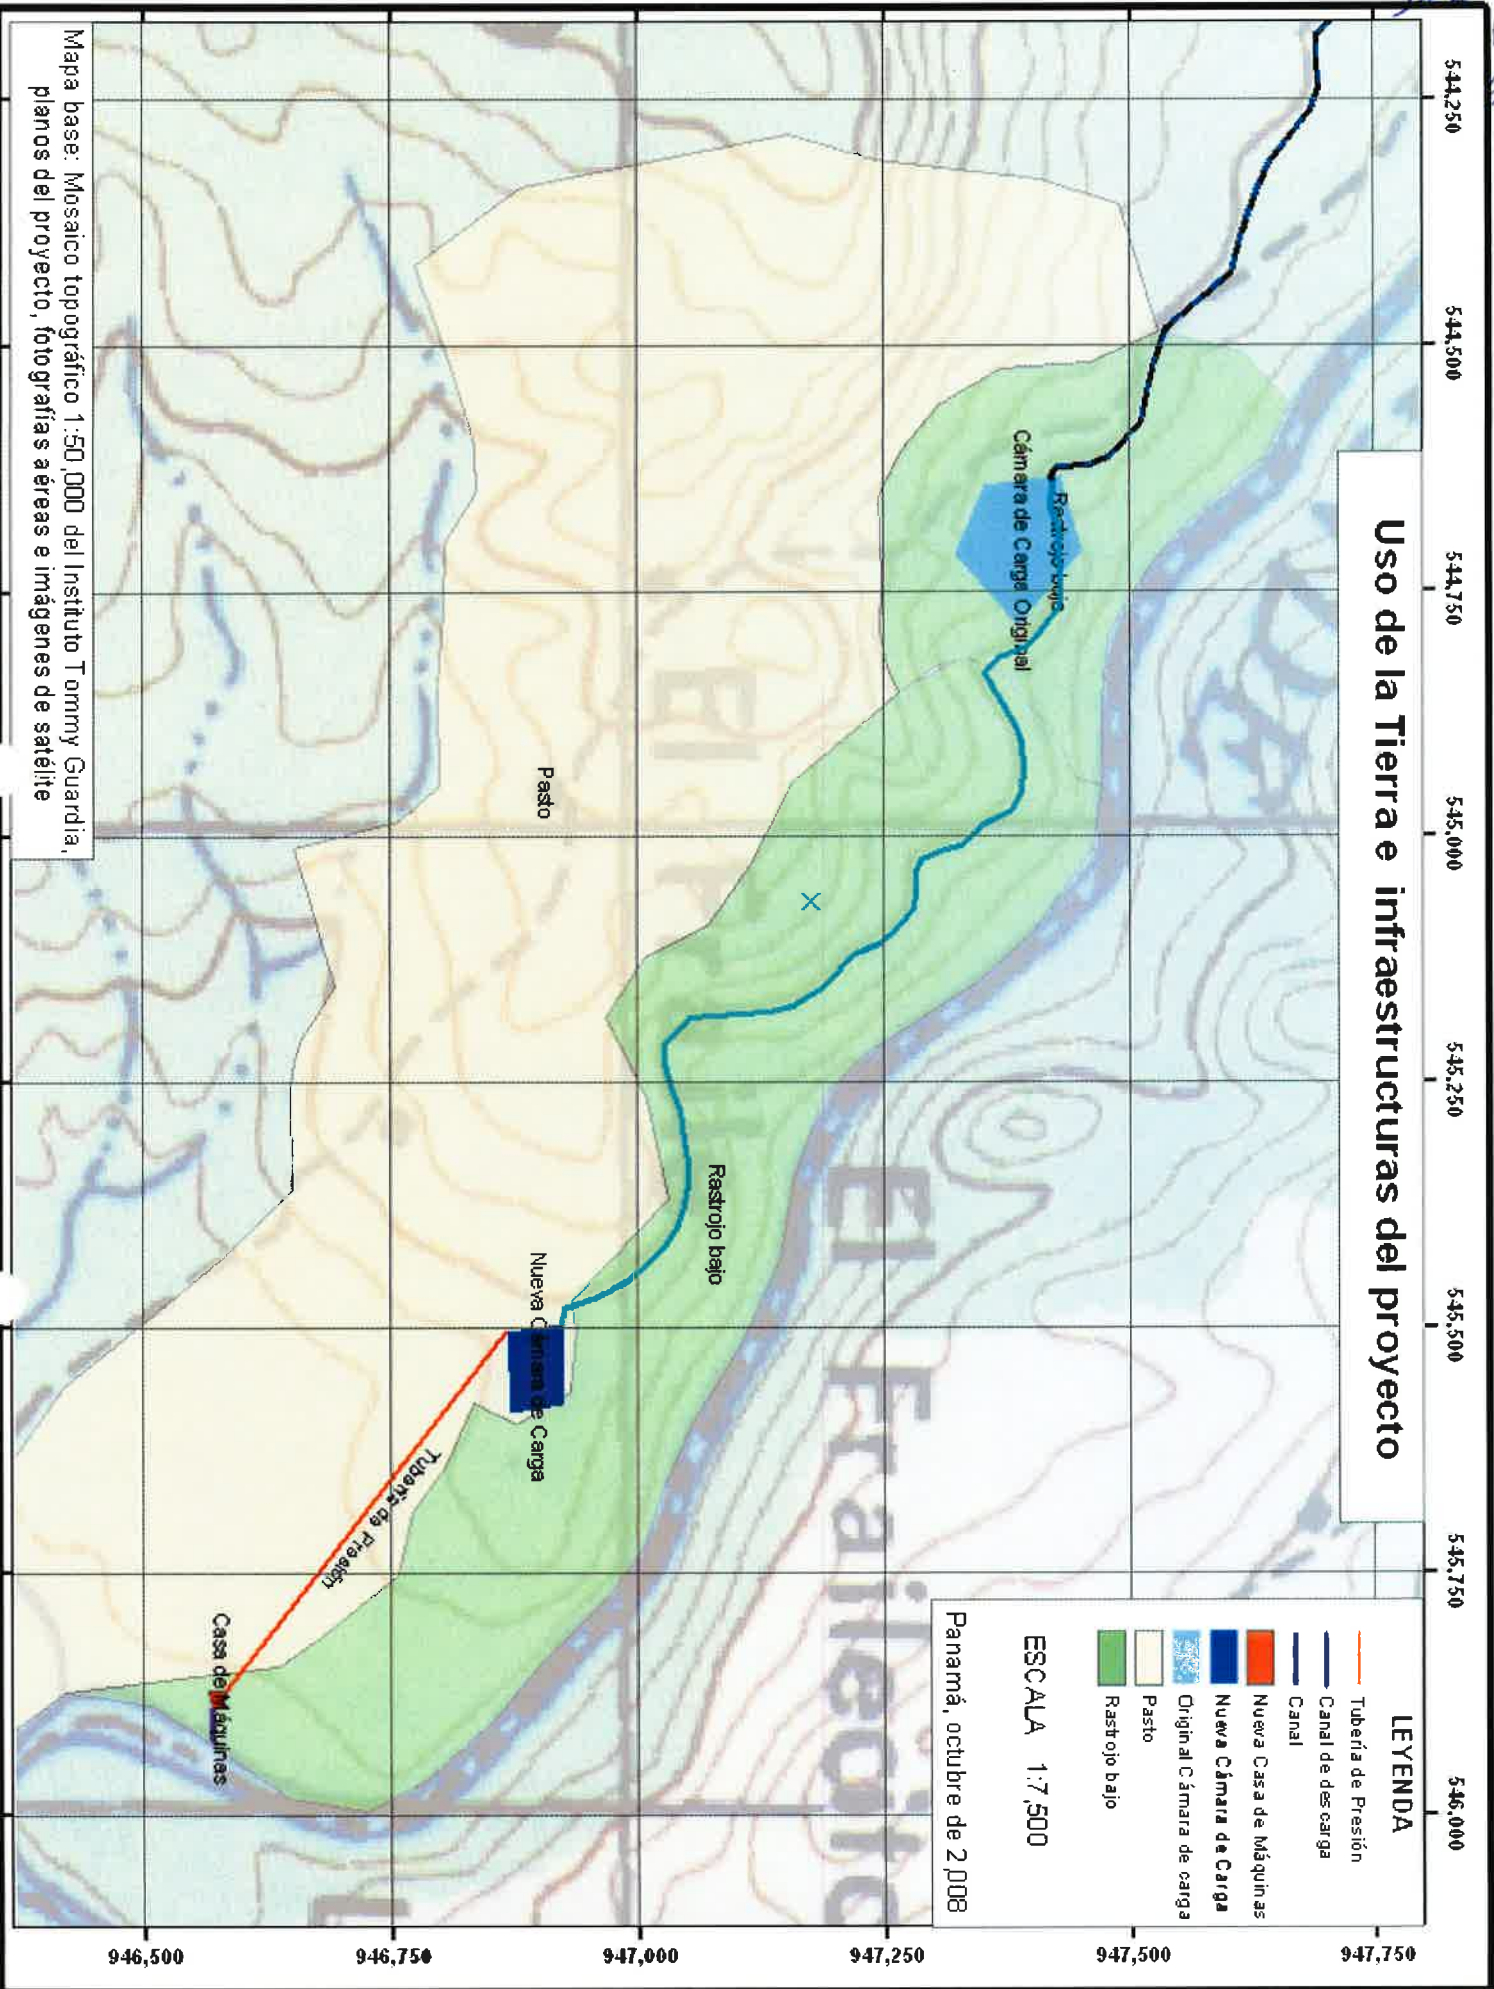 Uso de la Tierra e infraestructuras del proyecto
544,250
544,500
544,750
545,000
545,250
545,500
545,750
546,000
947,750
947,500
947,250
947,000
946,750
946,500
LEYENDA
Tubería de Presión
Canal de descarga
Canal
Nueva Casa de Máquinas
Nueva Cámara de Carga
Original Cámara de carga
Pasto
Rastrojo bajo
ESCALA 1:7,500
Panamá, octubre de 2,008
Rastrojo bajo
Cámara de Carga Original
El Frailecito
Rastrojo bajo
Pasto
Nueva Cámara de Carga
Tubería de Presión
Casa de Máquinas
Mapa base: Mosaico topográfico 1:50,000 del Instituto Tommy Guardia,
planos del proyecto, fotografías aéreas e imágenes de satélite